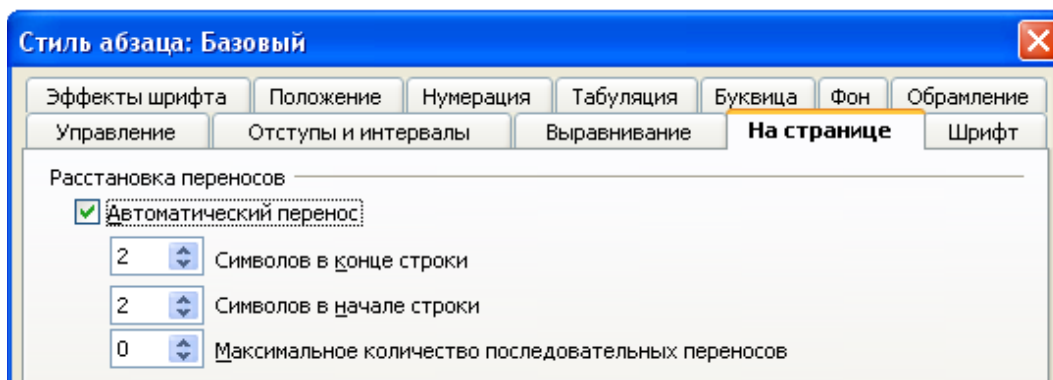 Стиль абзаца: Базовый
Эффекты шрифта Положение Нумерация Табуляция Буквица Фон Обрамление
Управление Отступы и интервалы Выравнивание На странице Шрифт
Расстановка переносов
Автоматический перенос
2 Символов в конце строки
2 Символов в начале строки
0 Максимальное количество последовательных переносов